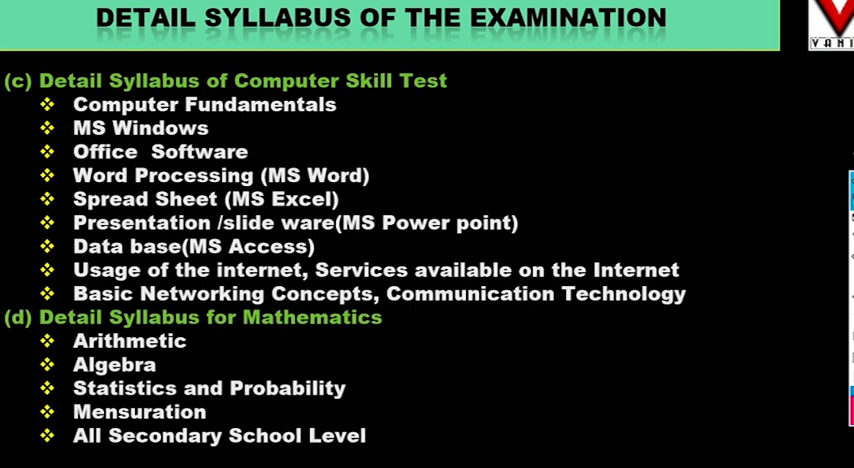 DETAIL SYLLABUS OF THE EXAMINATION
VANI
(c) Detail Syllabus of Computer Skill Test
❖ Computer Fundamentals
❖ MS Windows
❖ Office Software
❖ Word Processing (MS Word)
❖ Spread Sheet (MS Excel)
❖ Presentation /slide ware(MS Power point)
❖ Data base(MS Access)
❖ Usage of the internet, Services available on the Internet
❖ Basic Networking Concepts, Communication Technology
(d) Detail Syllabus for Mathematics
❖ Arithmetic
❖ Algebra
❖ Statistics and Probability
❖ Mensuration
❖ All Secondary School Level